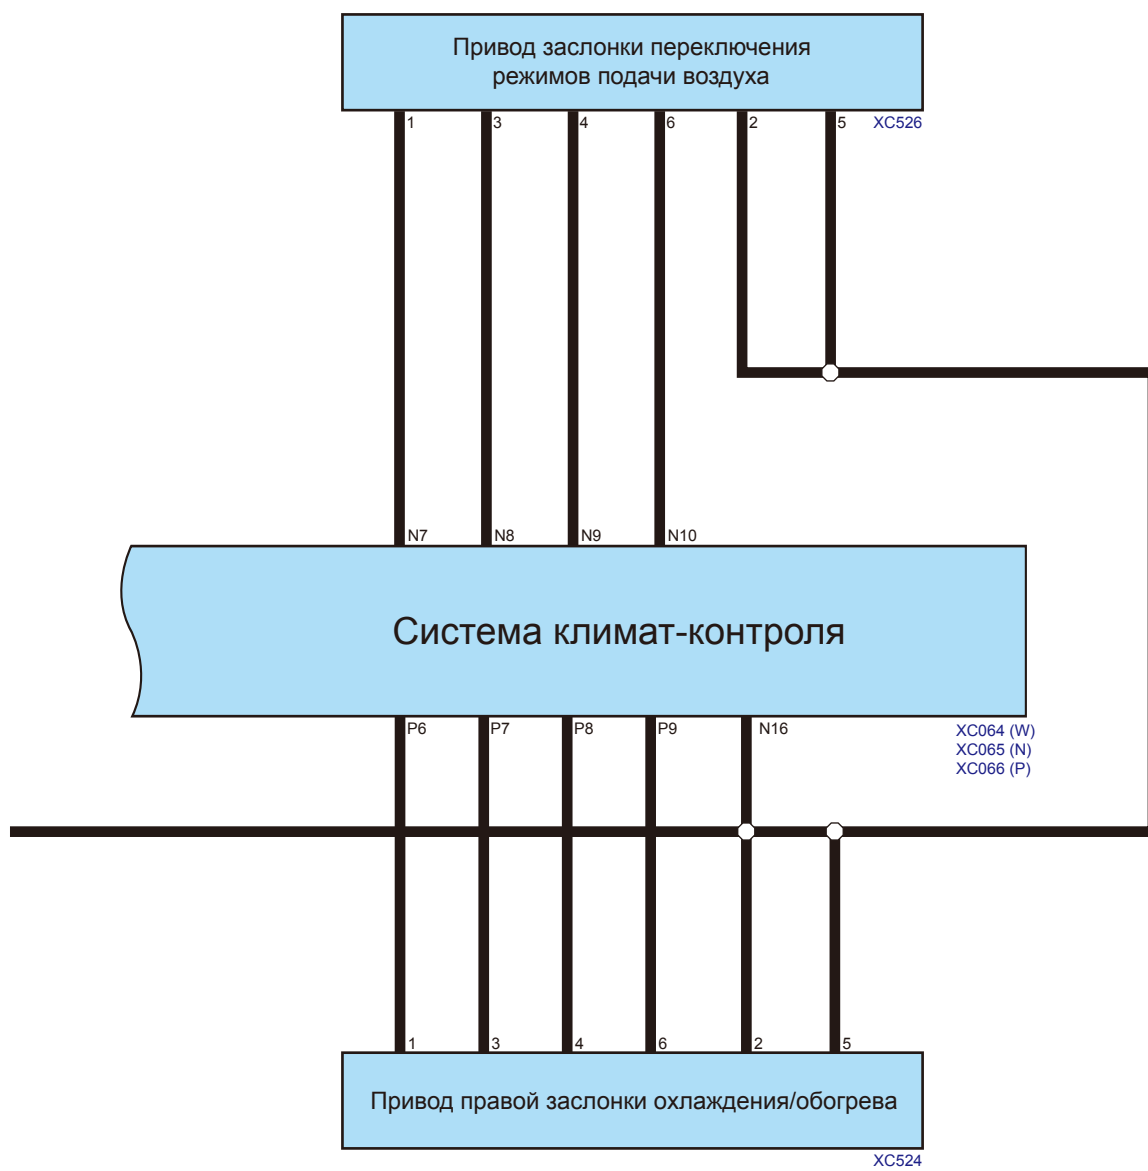 Привод заслонки переключения
режимов подачи воздуха
1 3 4 6 2 5 XC526
N7 N8 N9 N10
Система климат-контроля
P6 P7 P8 P9 N16 XC064 (W)
XC065 (N)
XC066 (P)
1 3 4 6 2 5
Привод правой заслонки охлаждения/обогрева
XC524